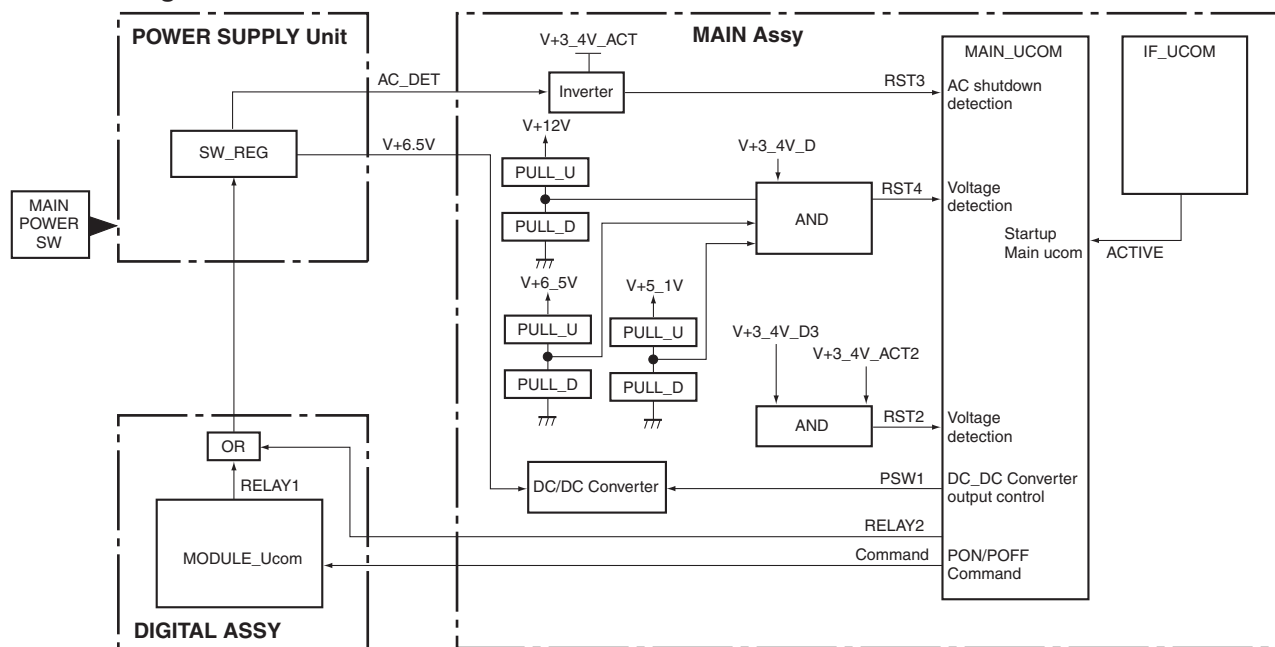 POWER SUPPLY Unit
MAIN Assy
V+3_4V_ACT
MAIN_UCOM
IF_UCOM
AC_DET
Inverter
RST3
AC shutdown
detection
V+12V
SW_REG
V+6.5V
PULL_U
V+3_4V_D
MAIN
POWER
SW
AND
RST4
Voltage
detection
PULL_D
Startup
Main ucom
ACTIVE
V+6_5V
V+5_1V
PULL_U
PULL_U
V+3_4V_D3
V+3_4V_ACT2
PULL_D
PULL_D
AND
RST2
Voltage
detection
OR
RELAY1
DC/DC Converter
PSW1
DC_DC Converter
output control
RELAY2
MODULE_Ucom
Command
PON/POFF
Command
DIGITAL ASSY